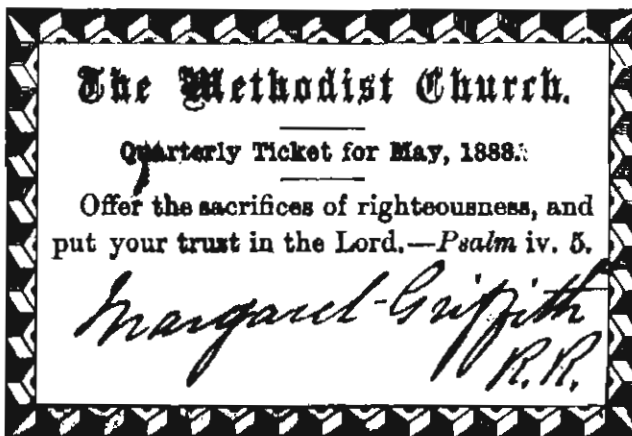 The Methodist Church.
Quarterly Ticket for May, 1888.
Offer the sacrifices of righteousness, and
put your trust in the Lord.—Psalm iv. 5.
Margaret Griffith
R.R.